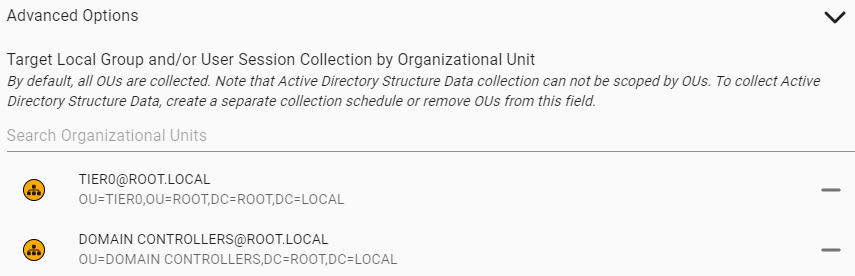 Advanced Options
Target Local Group and/or User Session Collection by Organizational Unit
By default, all OUs are collected. Note that Active Directory Structure Data collection can not be scoped by OUs. To collect Active
Directory Structure Data, create a separate collection schedule or remove OUs from this field.
Search Organizational Units
TIER0@ROOT.LOCAL
OU=TIER0,OU=ROOT,DC=ROOT,DC=LOCAL
DOMAIN CONTROLLERS@ROOT.LOCAL
OU=DOMAIN CONTROLLERS,DC=ROOT,DC=LOCAL